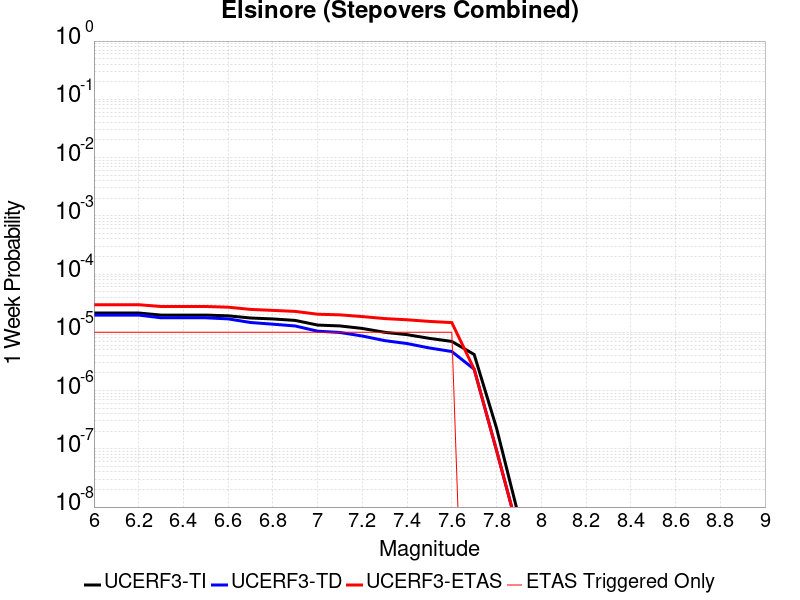 Elsinore (Stepovers Combined)
10 0
10 -1
10 -2
10 -3
10 -4
10 -5
10 -6
10 -7
10 -8
1 Week Probability
6 6.2 6.4 6.6 6.8 7 7.2 7.4 7.6 7.8 8 8.2 8.4 8.6 8.8 9
Magnitude
UCERF3-TI UCERF3-TD UCERF3-ETAS ETAS Triggered Only